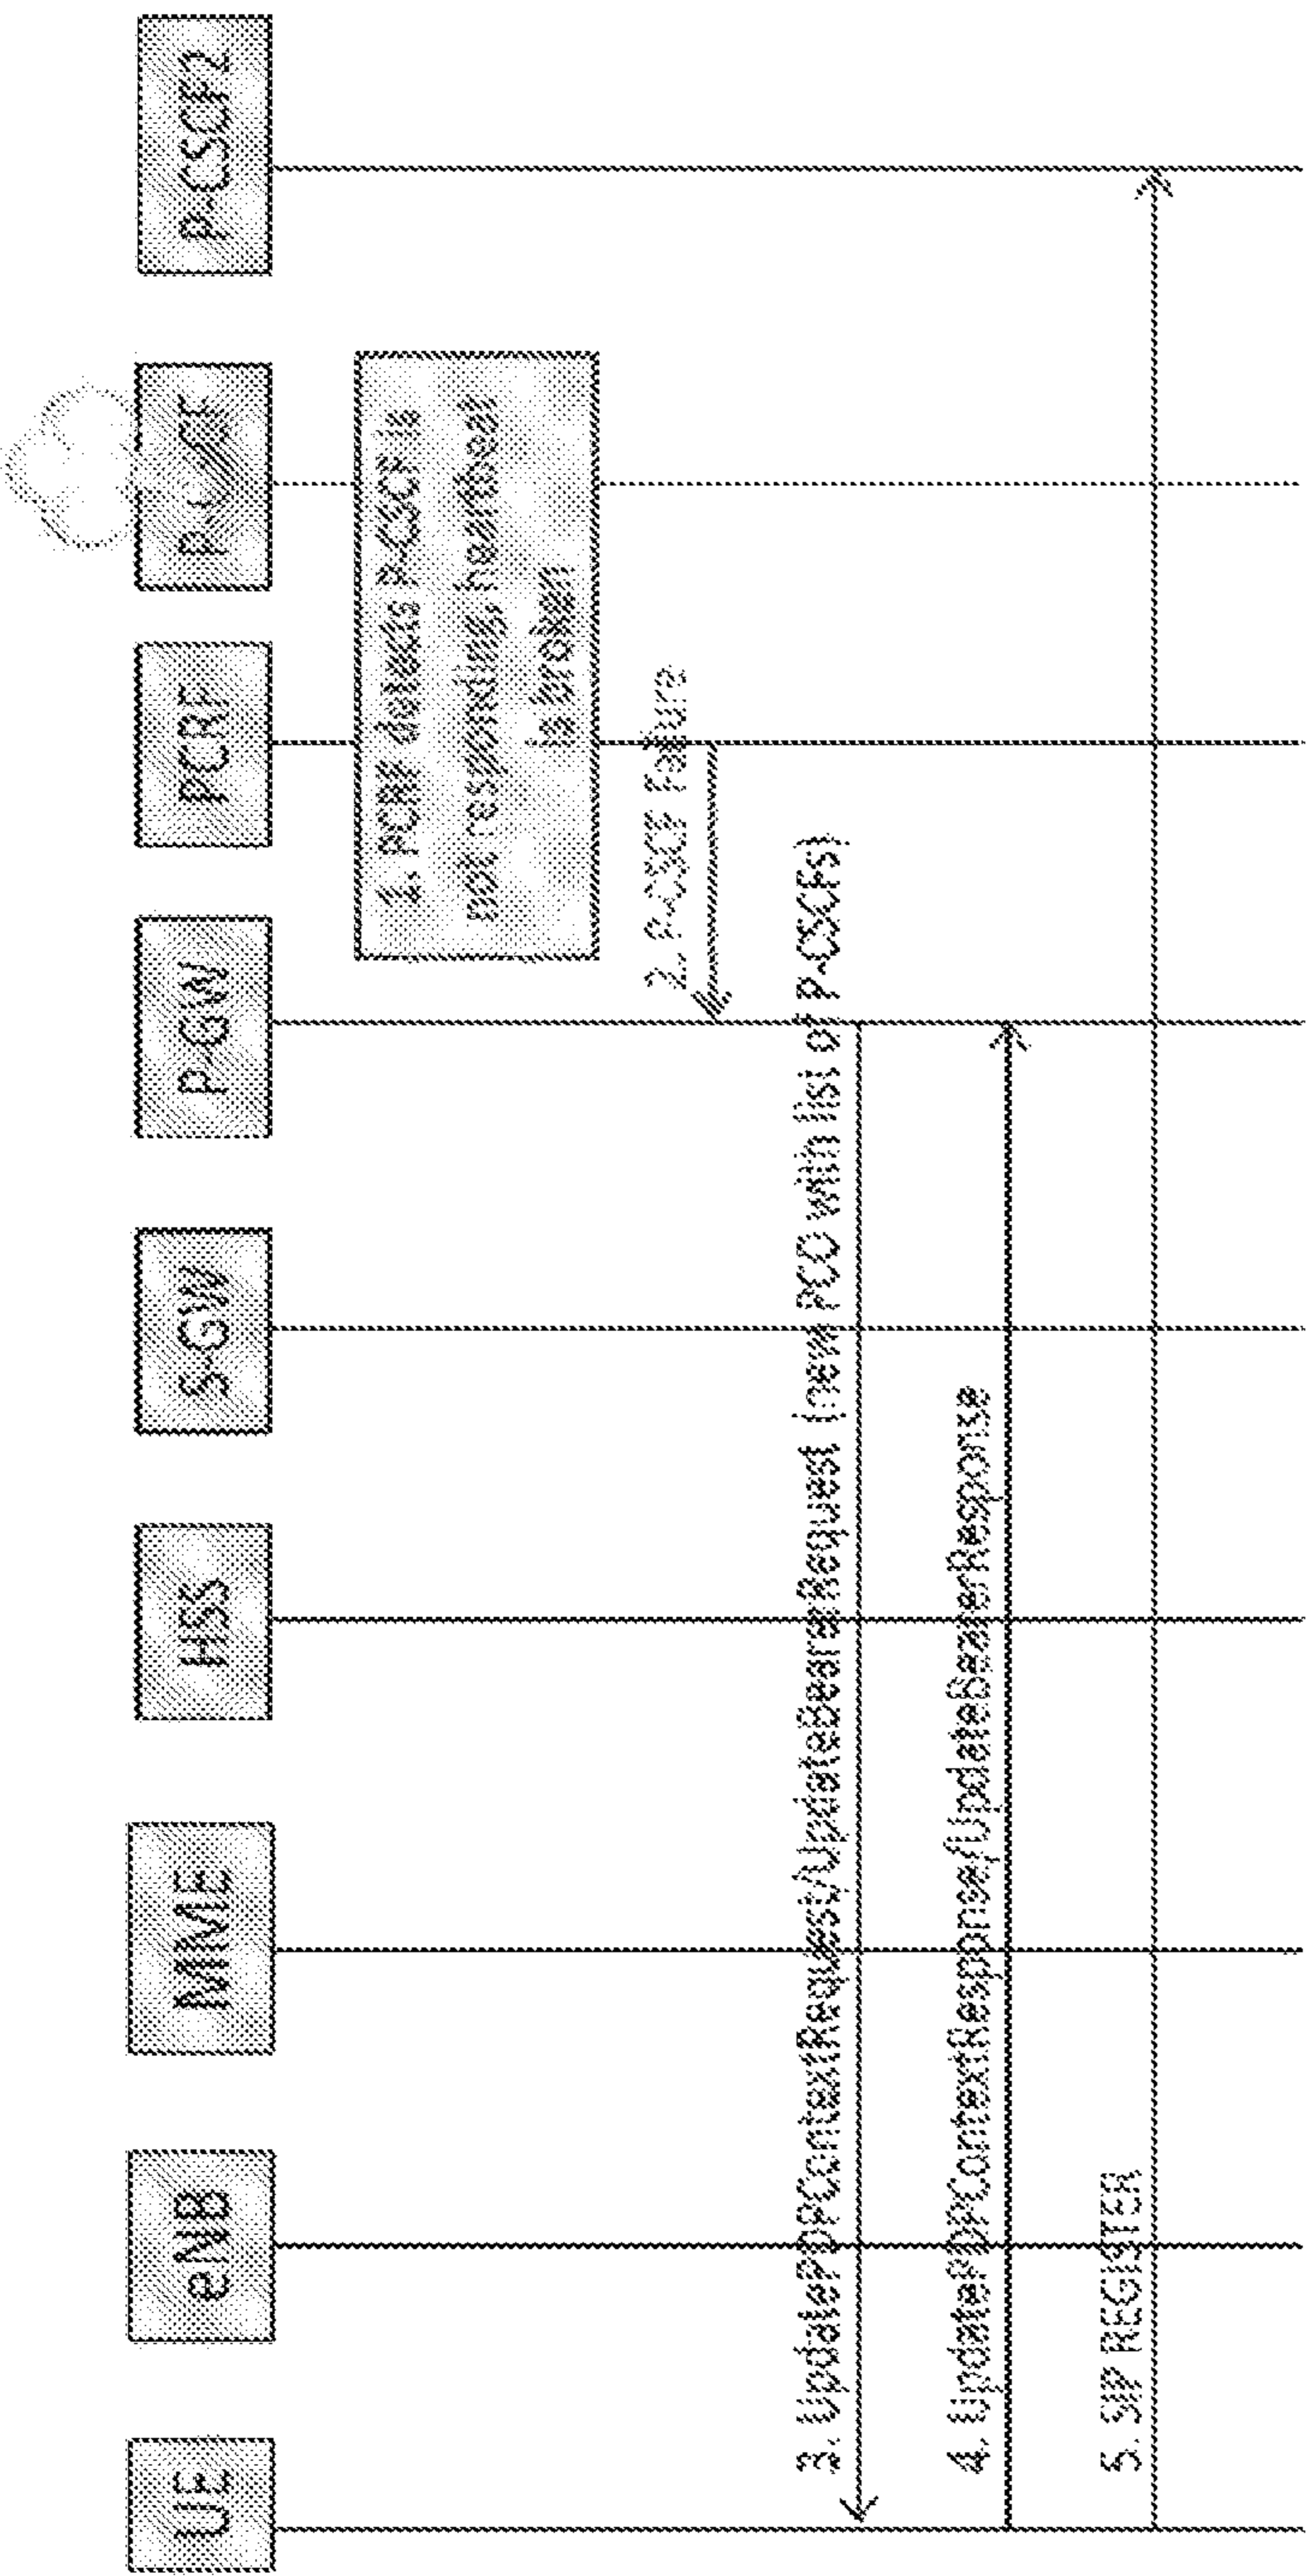 UE
eNB
MME
HSS
S-GW
P-GW
PCRF
P-CSCF2
1. PCRF detects P-CSCF is
not responding, heartbeat
is broken
2. P-CSCF Failure
3. UpdatePDPContextRequest/UpdateBearerRequest (new PCO with list of P-CSCFs)
4. UpdatePDPContextResponse/UpdateBearerResponse
5. SIP REGISTER